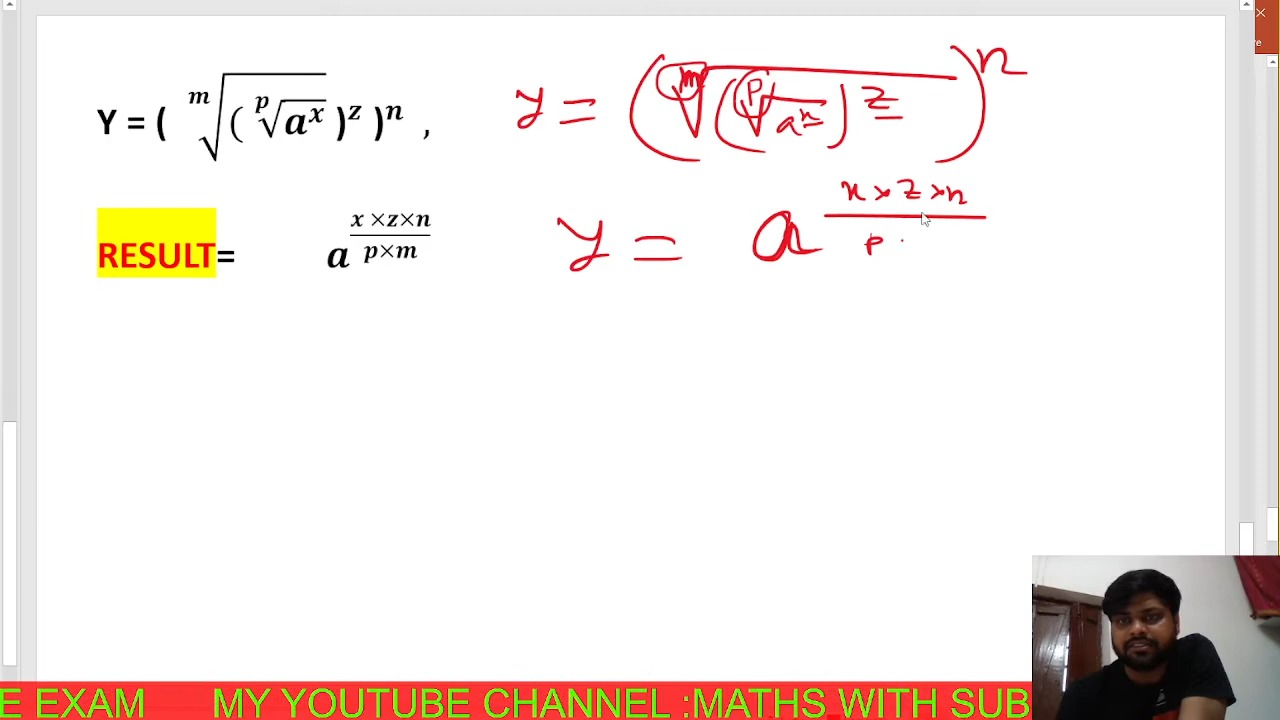 Y = ( ᵐ√(ᵖ√aˣ )ᶻ )ⁿ ,
y = ( ᵐ√(ᵖ√aˣ)ᶻ )ⁿ
RESULT= a^((x ×z×n)/(p×m))
y = a^((x × z × n)/(p ·))
E EXAM MY YOUTUBE CHANNEL :MATHS WITH SUB